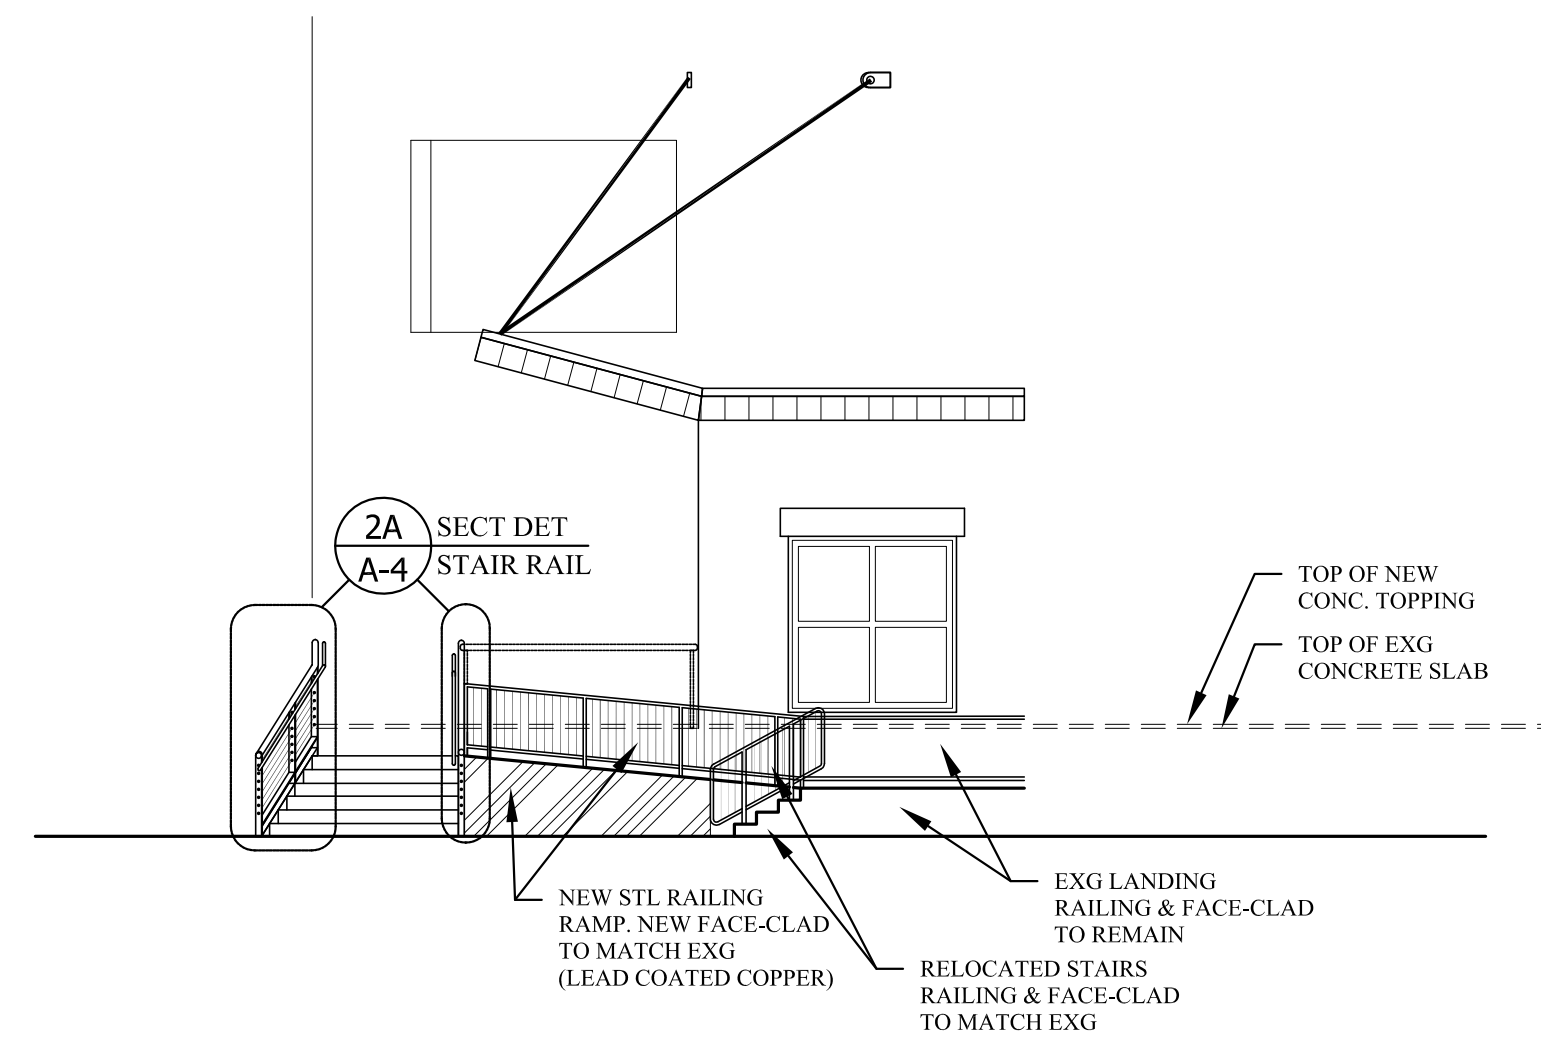 2A
SECT DET
A-4
STAIR RAIL
TOP OF NEW
CONC. TOPPING
TOP OF EXG
CONCRETE SLAB
NEW STL RAILING
RAMP. NEW FACE-CLAD
TO MATCH EXG
(LEAD COATED COPPER)
EXG LANDING
RAILING & FACE-CLAD
TO REMAIN
RELOCATED STAIRS
RAILING & FACE-CLAD
TO MATCH EXG